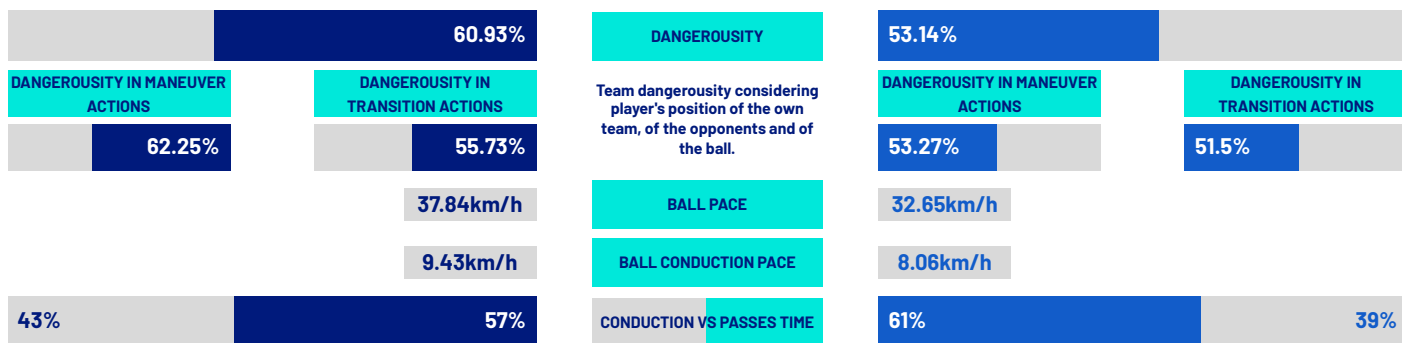 60.93%
DANGEROUSITY
53.14%
DANGEROUSITY IN MANEUVER
ACTIONS
DANGEROUSITY IN
TRANSITION ACTIONS
Team dangerousity considering
player's position of the own
team, of the opponents and of
the ball.
DANGEROUSITY IN MANEUVER
ACTIONS
DANGEROUSITY IN
TRANSITION ACTIONS
62.25%
55.73%
53.27%
51.5%
37.84km/h
BALL PACE
32.65km/h
9.43km/h
BALL CONDUCTION PACE
8.06km/h
43%
57%
CONDUCTION VS PASSES TIME
61%
39%